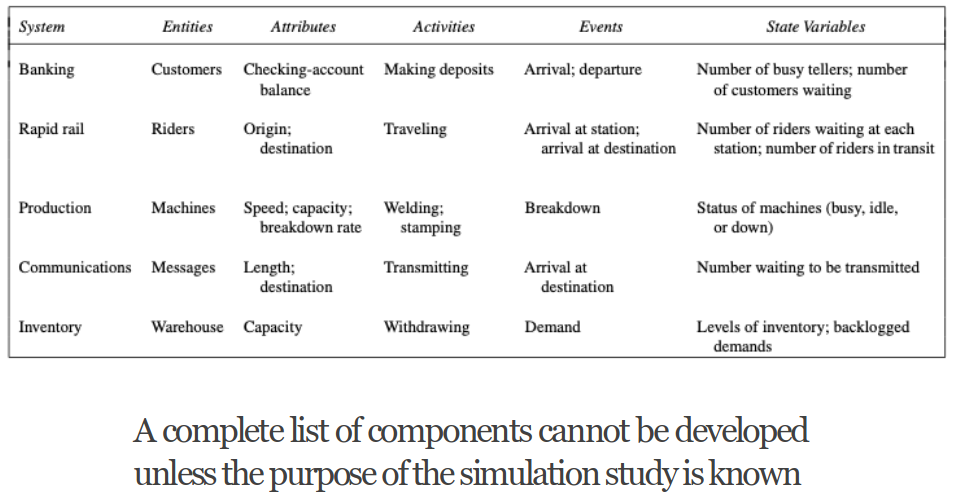 System Entities Attributes Activities Events State Variables
Banking Customers Checking-account Making deposits Arrival; departure Number of busy tellers; number
balance of customers waiting
Rapid rail Riders Origin; Traveling Arrival at station; Number of riders waiting at each
destination arrival at destination station; number of riders in transit
Production Machines Speed; capacity; Welding; Breakdown Status of machines (busy, idle,
breakdown rate stamping or down)
Communications Messages Length; Transmitting Arrival at Number waiting to be transmitted
destination destination
Inventory Warehouse Capacity Withdrawing Demand Levels of inventory; backlogged
demands
A complete list of components cannot be developed
unless the purpose of the simulation study is known